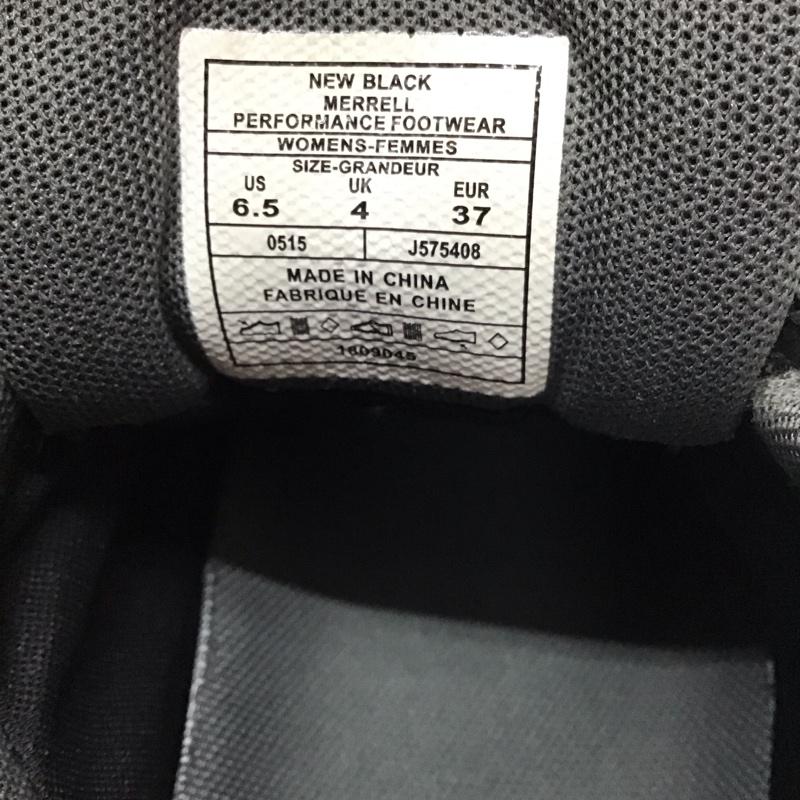 NEW BLACK
MERRELL
PERFORMANCE FOOTWEAR
WOMENS-FEMMES
SIZE-GRANDEUR
US UK EUR
6.5 4 37
0515 J575408
MADE IN CHINA
FABRIQUE EN CHINE
1609045